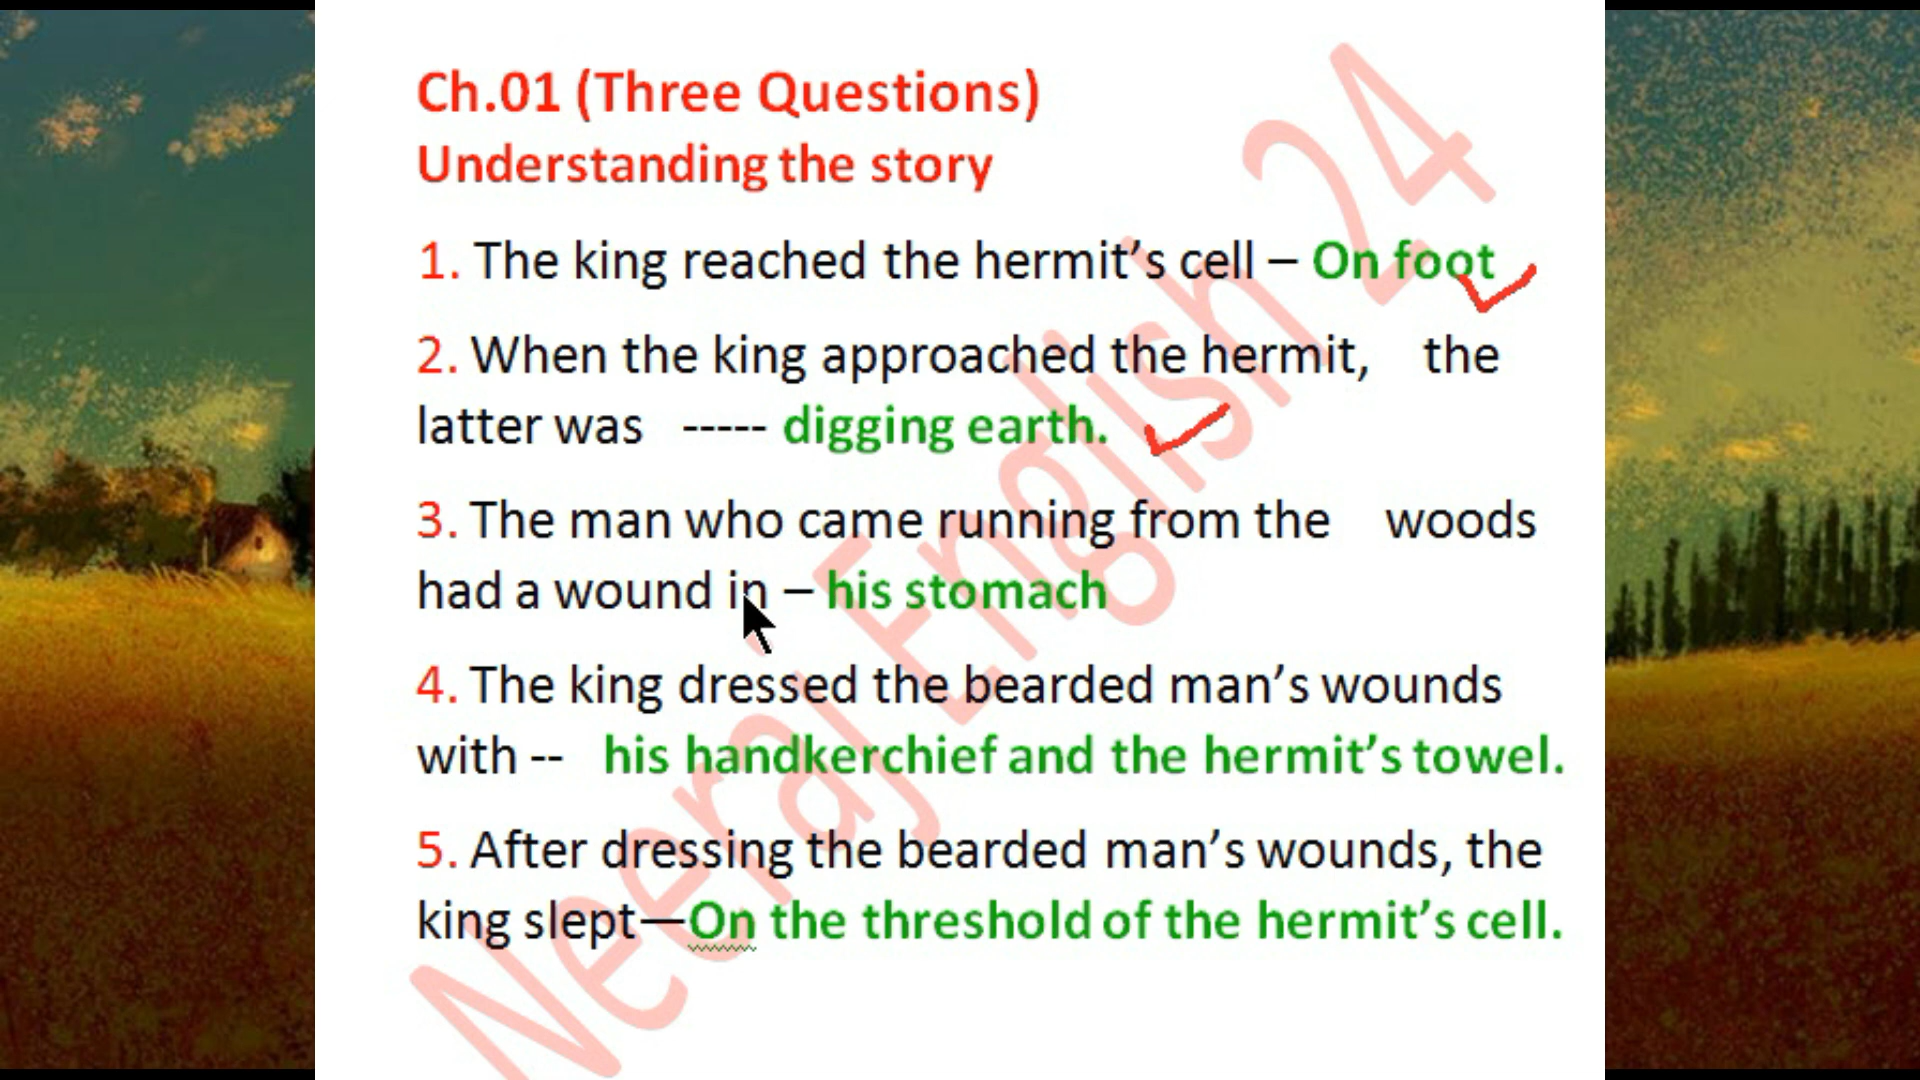 Ch.01 (Three Questions)
Understanding the story
1. The king reached the hermit’s cell – On foot
2. When the king approached the hermit, the
latter was ----- digging earth.
3. The man who came running from the woods
had a wound in – his stomach
4. The king dressed the bearded man’s wounds
with -- his handkerchief and the hermit’s towel.
5. After dressing the bearded man’s wounds, the
king slept—On the threshold of the hermit’s cell.
Neeraj English 24